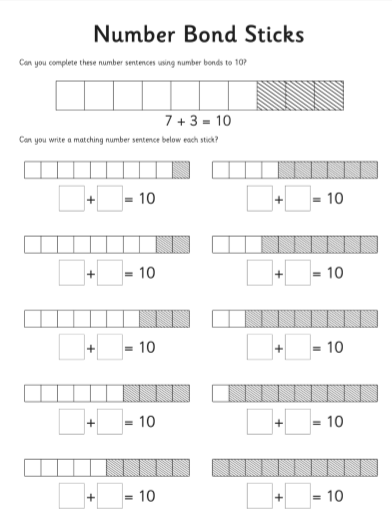 Number Bond Sticks
Can you complete these number sentences using number bonds to 10?
7 + 3 = 10
Can you write a matching number sentence below each stick?
+ = 10 + = 10
+ = 10 + = 10
+ = 10 + = 10
+ = 10 + = 10
+ = 10 + = 10